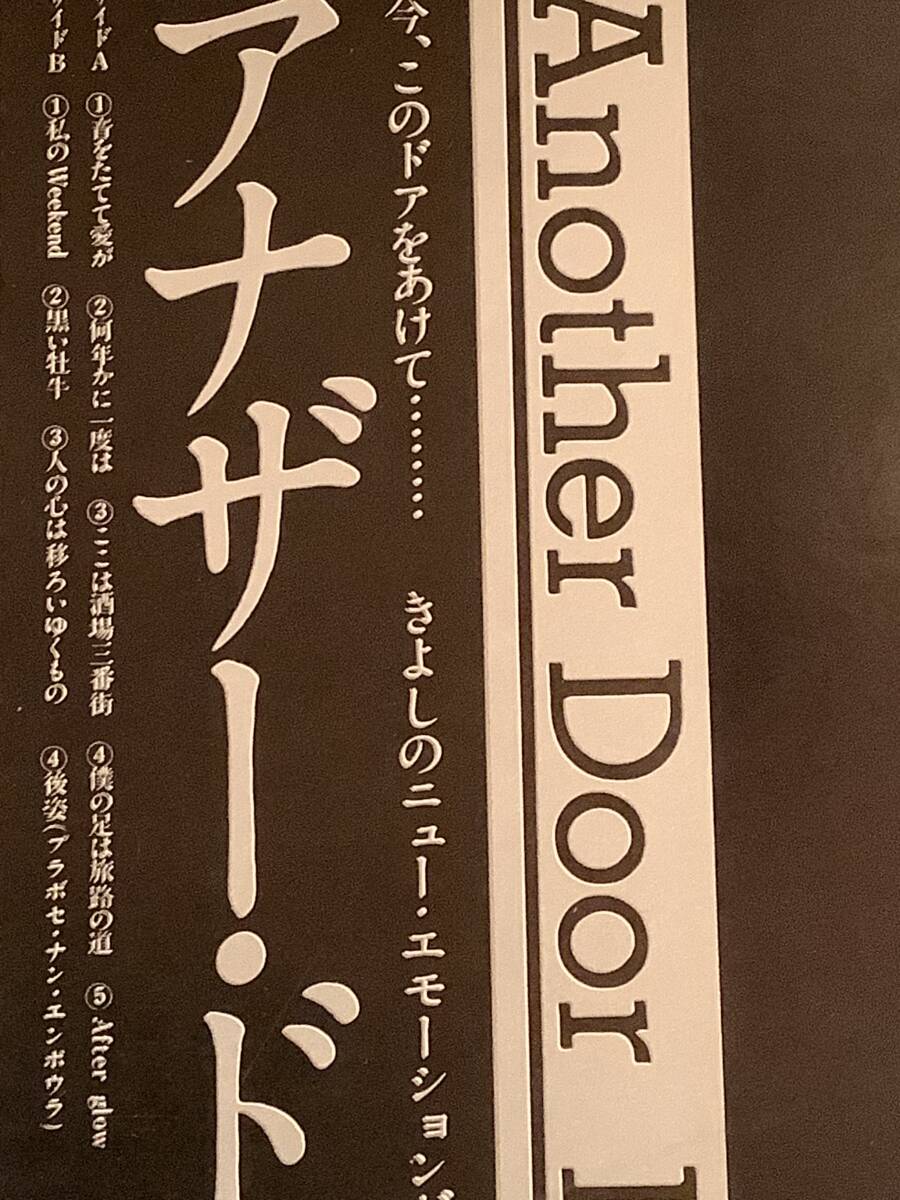 Another Door
今、このドアをあけて……… きよしのニュー・エモーション
アナザー・ド
イドA ①音をたてて愛が ②何年かに一度は ③ここは酒場三番街 ④僕の足は旅路の道 ⑤After glow
イドB ①私のWeekend ②黒い牡牛 ③人の心は移ろいゆくもの ④後姿(プラボセ・ナン・エンボウラ)